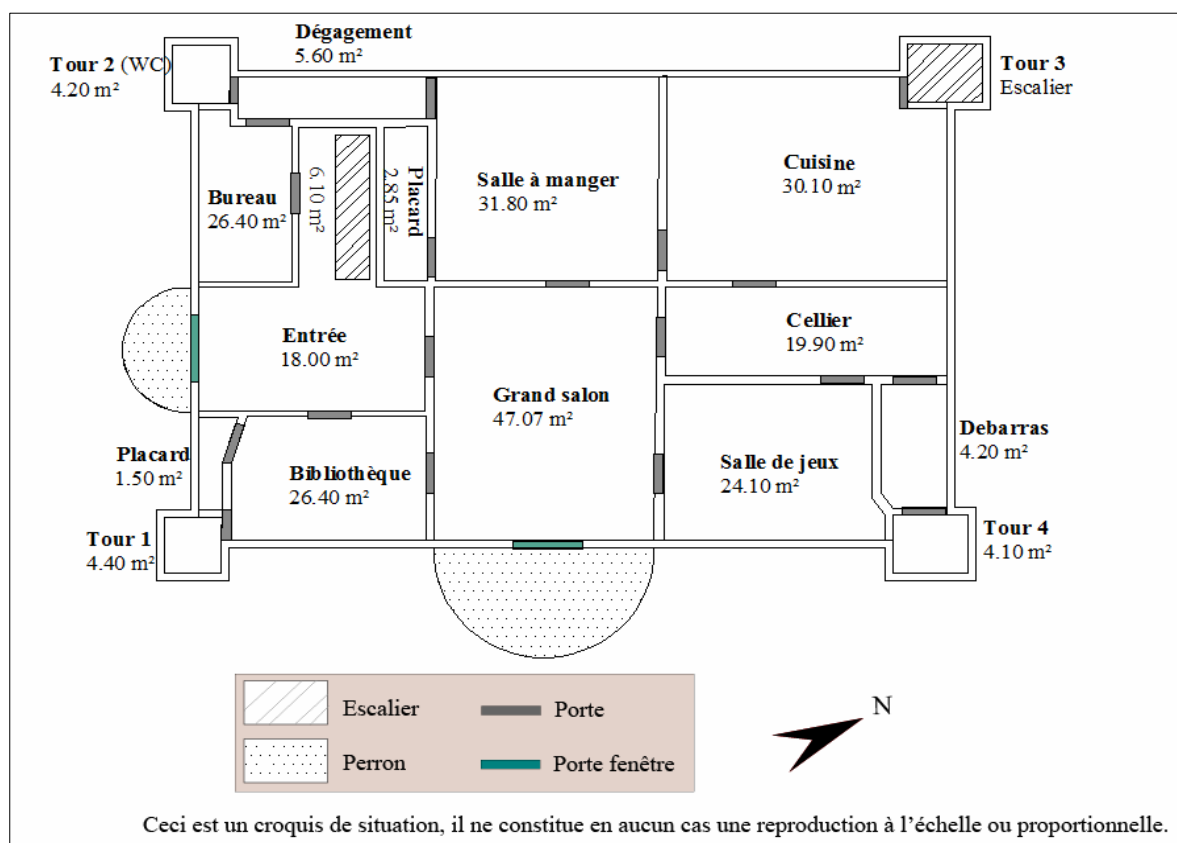 Dégagement
5.60 m²
Tour 2 (WC)
4.20 m²
Tour 3
Escalier
Bureau
26.40 m²
6.10 m²
Placard
2.85 m²
Salle à manger
31.80 m²
Cuisine
30.10 m²
Entrée
18.00 m²
Cellier
19.90 m²
Grand salon
47.07 m²
Placard
1.50 m²
Bibliothèque
26.40 m²
Salle de jeux
24.10 m²
Debarras
4.20 m²
Tour 1
4.40 m²
Tour 4
4.10 m²
Escalier
Porte
Perron
Porte fenêtre
N
Ceci est un croquis de situation, il ne constitue en aucun cas une reproduction à l’échelle ou proportionnelle.